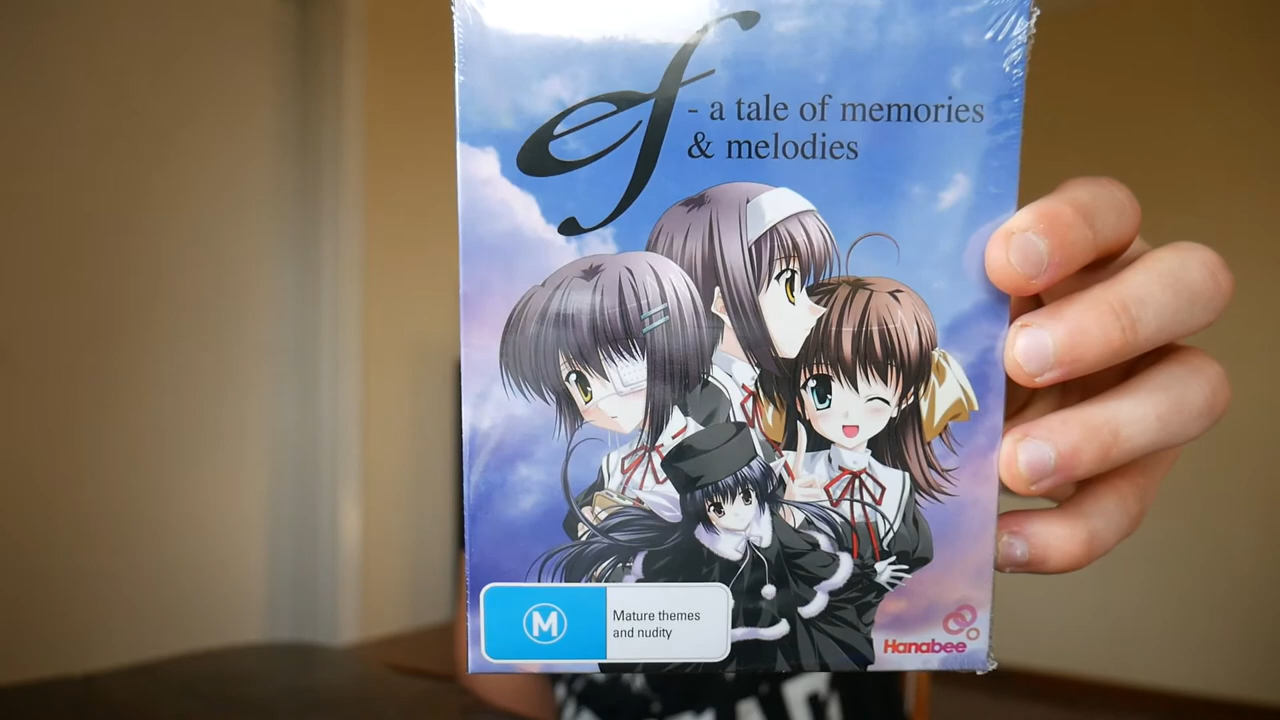 ef - a tale of memories
& melodies
M
Mature themes
and nudity
Hanabee